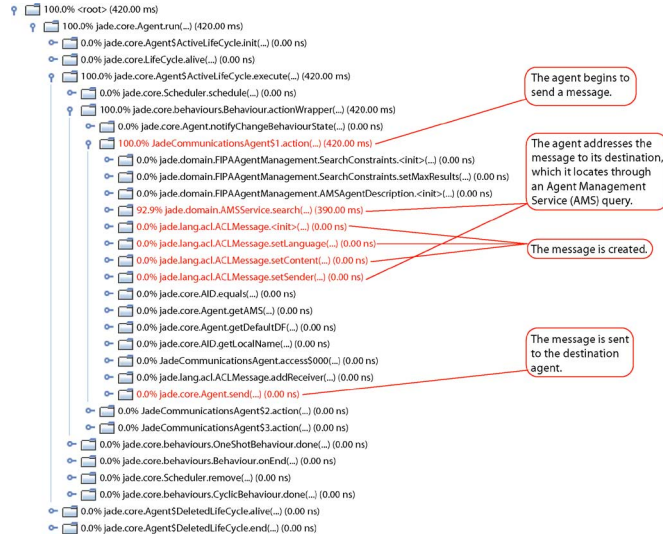 100.0% <root> (420.00 ms)
100.0% jade.core.Agent.run(...) (420.00 ms)
0.0% jade.core.Agent$ActiveLifeCycle.init(...) (0.00 ns)
0.0% jade.core.LifeCycle.alive(...) (0.00 ns)
100.0% jade.core.Agent$ActiveLifeCycle.execute(...) (420.00 ms)
0.0% jade.core.Scheduler.schedule(...) (0.00 ns)
100.0% jade.core.behaviours.Behaviour.actionWrapper(...) (420.00 ms)
0.0% jade.core.Agent.notifyChangeBehaviourState(...) (0.00 ns)
100.0% JadeCommunicationsAgent$1.action(...) (420.00 ms)
0.0% jade.domain.FIPAAgentManagement.SearchConstraints.<init>(...) (0.00 ns)
0.0% jade.domain.FIPAAgentManagement.SearchConstraints.setMaxResults(...) (0.00 ns)
0.0% jade.domain.FIPAAgentManagement.AMSAgentDescription.<init>(...) (0.00 ns)
92.9% jade.domain.AMSService.search(...) (390.00 ms)
0.0% jade.lang.acl.ACLMessage.<init>(...) (0.00 ns)
0.0% jade.lang.acl.ACLMessage.setLanguage(...) (0.00 ns)
0.0% jade.lang.acl.ACLMessage.setContent(...) (0.00 ns)
0.0% jade.lang.acl.ACLMessage.setSender(...) (0.00 ns)
0.0% jade.core.AID.equals(...) (0.00 ns)
0.0% jade.core.Agent.getAMS(...) (0.00 ns)
0.0% jade.core.Agent.getDefaultDF(...) (0.00 ns)
0.0% jade.core.AID.getLocalName(...) (0.00 ns)
0.0% JadeCommunicationsAgent.access$000(...) (0.00 ns)
0.0% jade.lang.acl.ACLMessage.addReceiver(...) (0.00 ns)
0.0% jade.core.Agent.send(...) (0.00 ns)
0.0% JadeCommunicationsAgent$2.action(...) (0.00 ns)
0.0% JadeCommunicationsAgent$3.action(...) (0.00 ns)
0.0% jade.core.behaviours.OneShotBehaviour.done(...) (0.00 ns)
0.0% jade.core.behaviours.Behaviour.onEnd(...) (0.00 ns)
0.0% jade.core.Scheduler.remove(...) (0.00 ns)
0.0% jade.core.behaviours.CyclicBehaviour.done(...) (0.00 ns)
0.0% jade.core.Agent$DeletedLifeCycle.alive(...) (0.00 ns)
0.0% jade.core.Agent$DeletedLifeCycle.end(...) (0.00 ns)
The agent begins to
send a message.
The agent addresses the
message to its destination,
which it locates through
an Agent Management
Service (AMS) query.
The message is created.
The message is sent
to the destination
agent.